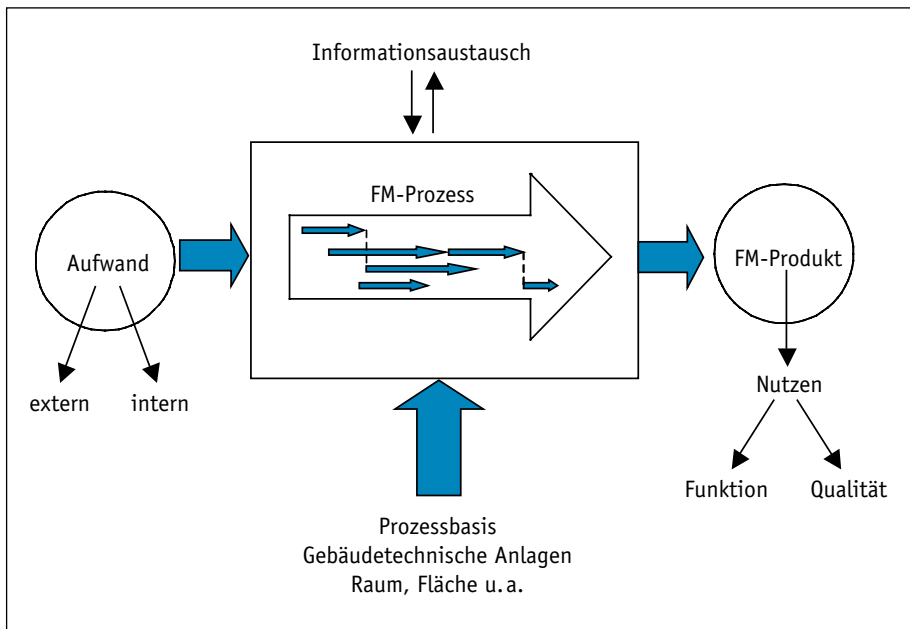 Informationsaustausch
FM-Prozess
Aufwand
FM-Produkt
extern
intern
Nutzen
Funktion
Qualität
Prozessbasis
Gebäudetechnische Anlagen
Raum, Fläche u. a.